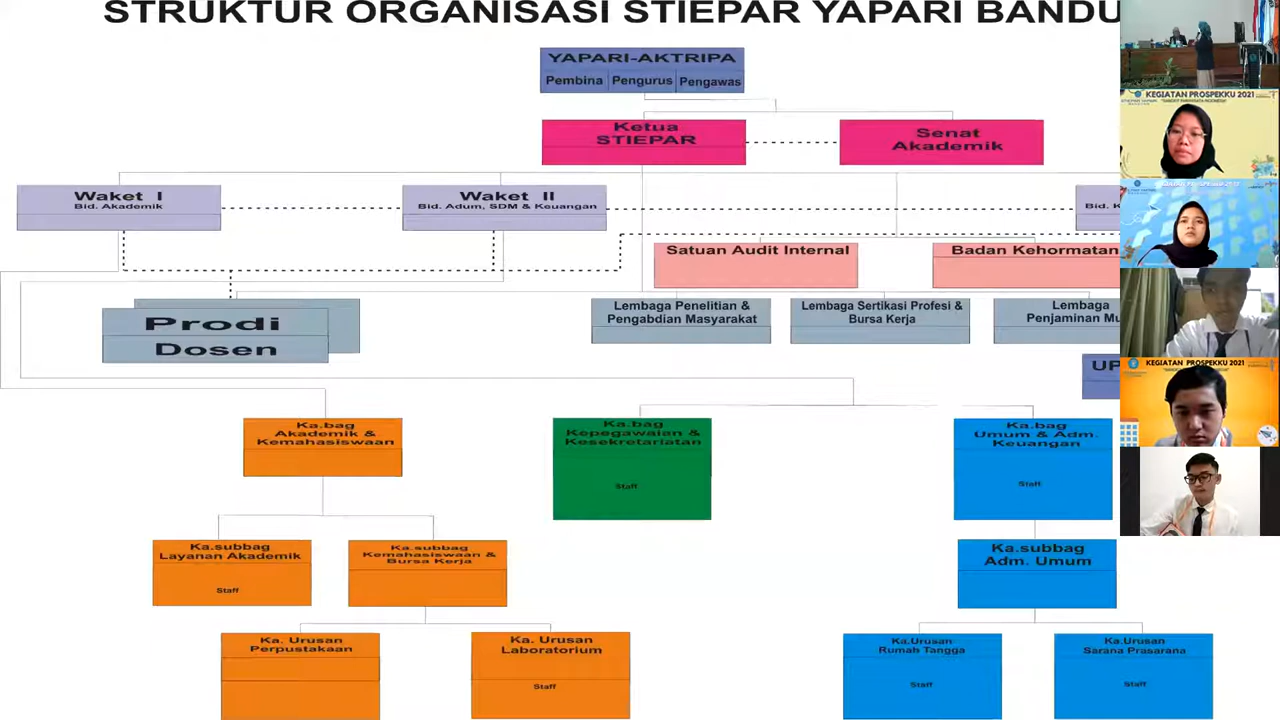 STRUKTUR ORGANISASI STIEPAR YAPARI BANDU
YAPARI-AKTRIPA
Pembina Pengurus Pengawas
Ketua
STIEPAR
Senat
Akademik
Waket I
Bid. Akademik
Waket II
Bid. Adum, SDM & Keuangan
Bid. K
Satuan Audit Internal
Badan Kehormatan
Prodi
Dosen
Lembaga Penelitian &
Pengabdian Masyarakat
Lembaga Sertikasi Profesi &
Bursa Kerja
Lembaga
Penjaminan Mu
UP
Ka.bag
Akademik &
Kemahasiswaan
Ka.bag
Kepegawaian &
Kesekretariatan
Staff
Ka.bag
Umum & Adm.
Keuangan
Staff
Ka.subbag
Layanan Akademik
Staff
Ka.subbag
Kemahasiswaan &
Bursa Kerja
Ka.subbag
Adm. Umum
Ka. Urusan
Perpustakaan
Ka. Urusan
Laboratorium
Staff
Ka.Urusan
Rumah Tangga
Staff
Ka.Urusan
Sarana Prasarana
Staff
KEGIATAN PROSPEKKU 2021
KEGIATAN PROSPEKKU 2021